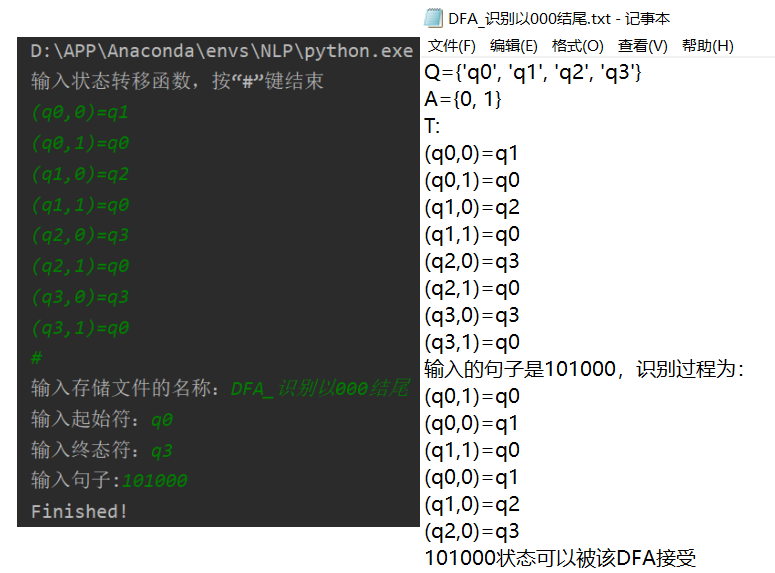 D:\APP\Anaconda\envs\NLP\python.exe
输入状态转移函数，按“#”键结束
(q0,0)=q1
(q0,1)=q0
(q1,0)=q2
(q1,1)=q0
(q2,0)=q3
(q2,1)=q0
(q3,0)=q3
(q3,1)=q0
#
输入存储文件的名称：DFA_识别以000结尾
输入起始符：q0
输入终态符：q3
输入句子:101000
Finished!
DFA_识别以000结尾.txt - 记事本
文件(F) 编辑(E) 格式(O) 查看(V) 帮助(H)
Q={'q0', 'q1', 'q2', 'q3'}
A={0, 1}
T:
(q0,0)=q1
(q0,1)=q0
(q1,0)=q2
(q1,1)=q0
(q2,0)=q3
(q2,1)=q0
(q3,0)=q3
(q3,1)=q0
输入的句子是101000，识别过程为：
(q0,1)=q0
(q0,0)=q1
(q1,1)=q0
(q0,0)=q1
(q1,0)=q2
(q2,0)=q3
101000状态可以被该DFA接受